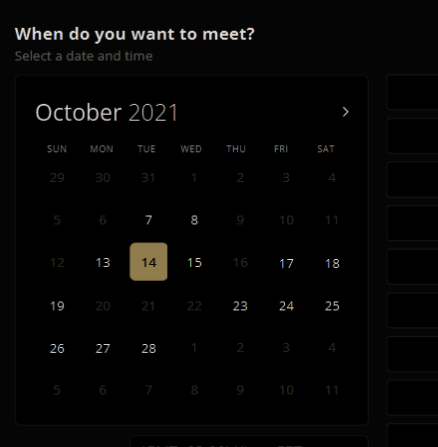 When do you want to meet?
Select a date and time
October 2021
SUN MON TUE WED THU FRI SAT
29 30 31 1 2 3 4
5 6 7 8 9 10 11
12 13 14 15 16 17 18
19 20 21 22 23 24 25
26 27 28 1 2 3 4
5 6 7 8 9 10 11